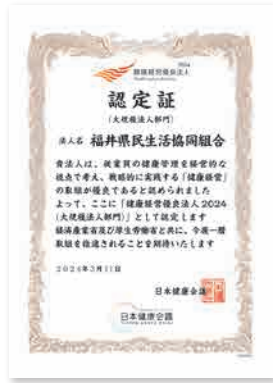 2024
健康経営優良法人
認定証
(大規模法人部門)
法人名 福井県民生活協同組合
貴法人は、従業員の健康管理を経営的な
視点で考え、戦略的に実践する「健康経営」
の取組が優良であると認められました
よって、ここに「健康経営優良法人2024
(大規模法人部門)」として認定します
経済産業省及び厚生労働省と共に、今後一層
取組を推進されることを期待いたします
2024年3月11日
日本健康会議
日本健康会議